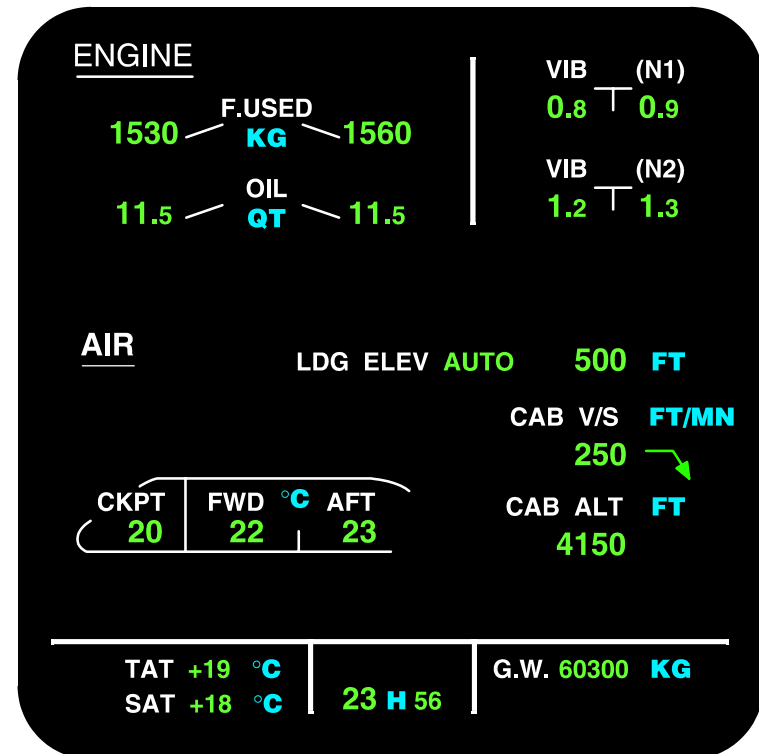 ENGINE
VIB (N1)
0.8 0.9
F.USED
1530 KG 1560
VIB (N2)
1.2 1.3
OIL
11.5 QT 11.5
AIR
LDG ELEV AUTO 500 FT
CAB V/S FT/MN
250
CKPT FWD °C AFT
20 22 23
CAB ALT FT
4150
TAT +19 °C
SAT +18 °C
23 H 56
G.W. 60300 KG